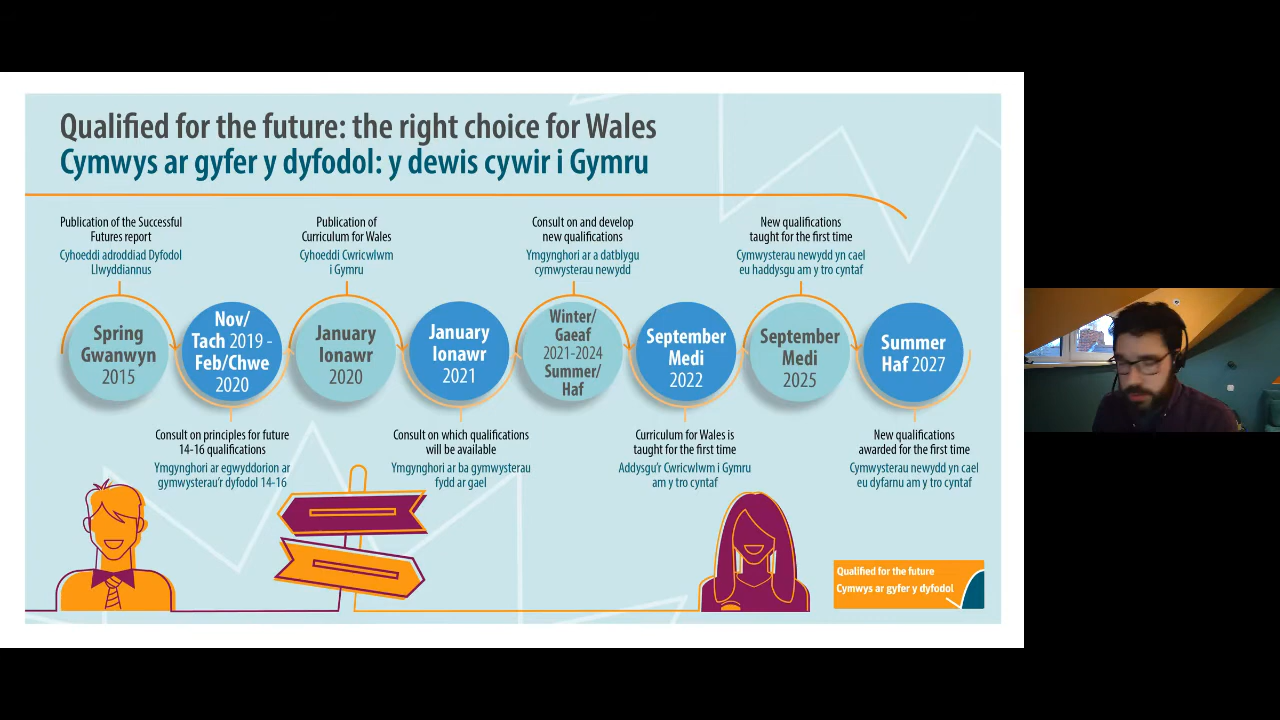 Qualified for the future: the right choice for Wales
Cymwys ar gyfer y dyfodol: y dewis cywir i Gymru
Publication of the Successful
Futures report
Cyhoeddi adroddiad Dyfodol
Llwyddiannus
Publication of
Curriculum for Wales
Cyhoeddi Cwricwlwm
i Gymru
Consult on and develop
new qualifications
Ymgynghori ar a datblygu
cymwysterau newydd
New qualifications
taught for the first time
Cymwysterau newydd yn cael
eu haddysgu am y tro cyntaf
Spring
Gwanwyn
2015
Nov/
Tach 2019 -
Feb/Chwe
2020
January
Ionawr
2020
January
Ionawr
2021
Winter/
Gaeaf
2021-2024
Summer/
Haf
September
Medi
2022
September
Medi
2025
Summer
Haf 2027
Consult on principles for future
14-16 qualifications
Ymgynghori ar egwyddorion ar
gymwysterau'r dyfodol 14-16
Consult on which qualifications
will be available
Ymgynghori ar ba gymwysterau
fydd ar gael
Curriculum for Wales is
taught for the first time
Addysgu'r Cwricwlwm i Gymru
am y tro cyntaf
New qualifications
awarded for the first time
Cymwysterau newydd yn cael
eu dyfarnu am y tro cyntaf
Qualified for the future
Cymwys ar gyfer y dyfodol